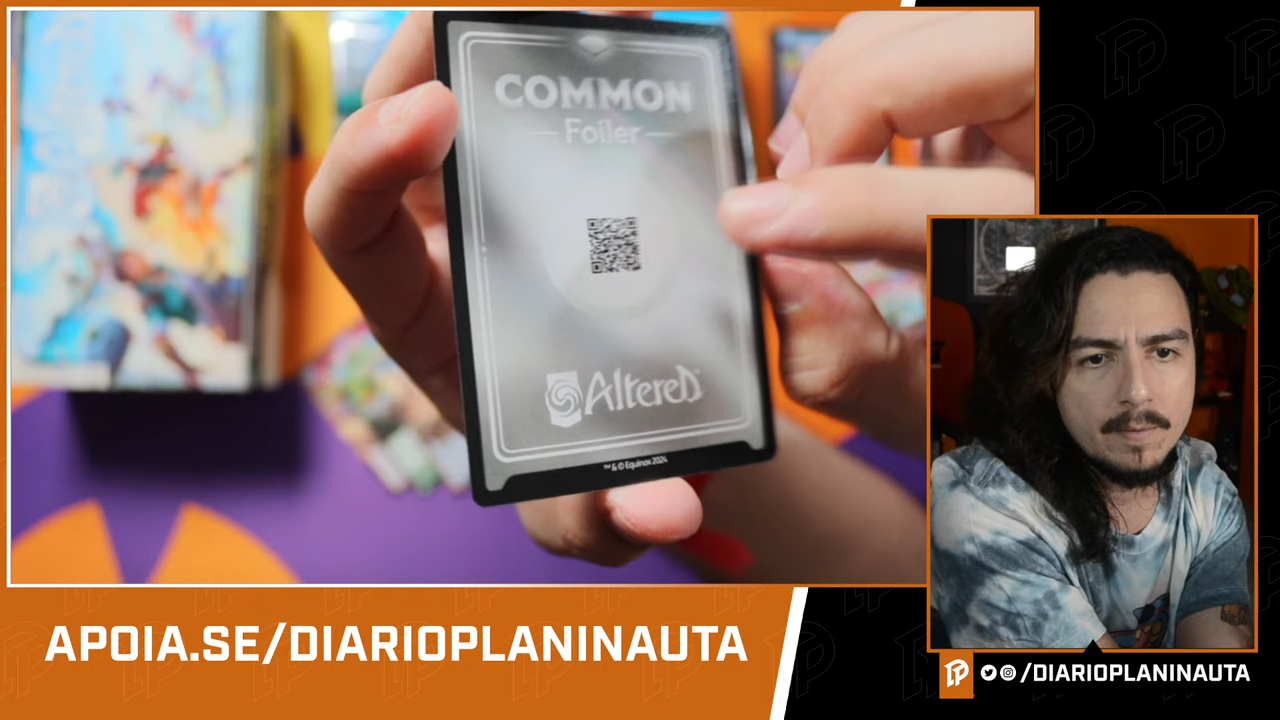 COMMON
Foiler
AltereD
™ & © Equinox 2024
APOIA.SE/DIARIOPLANINAUTA
/DIARIOPLANINAUTA